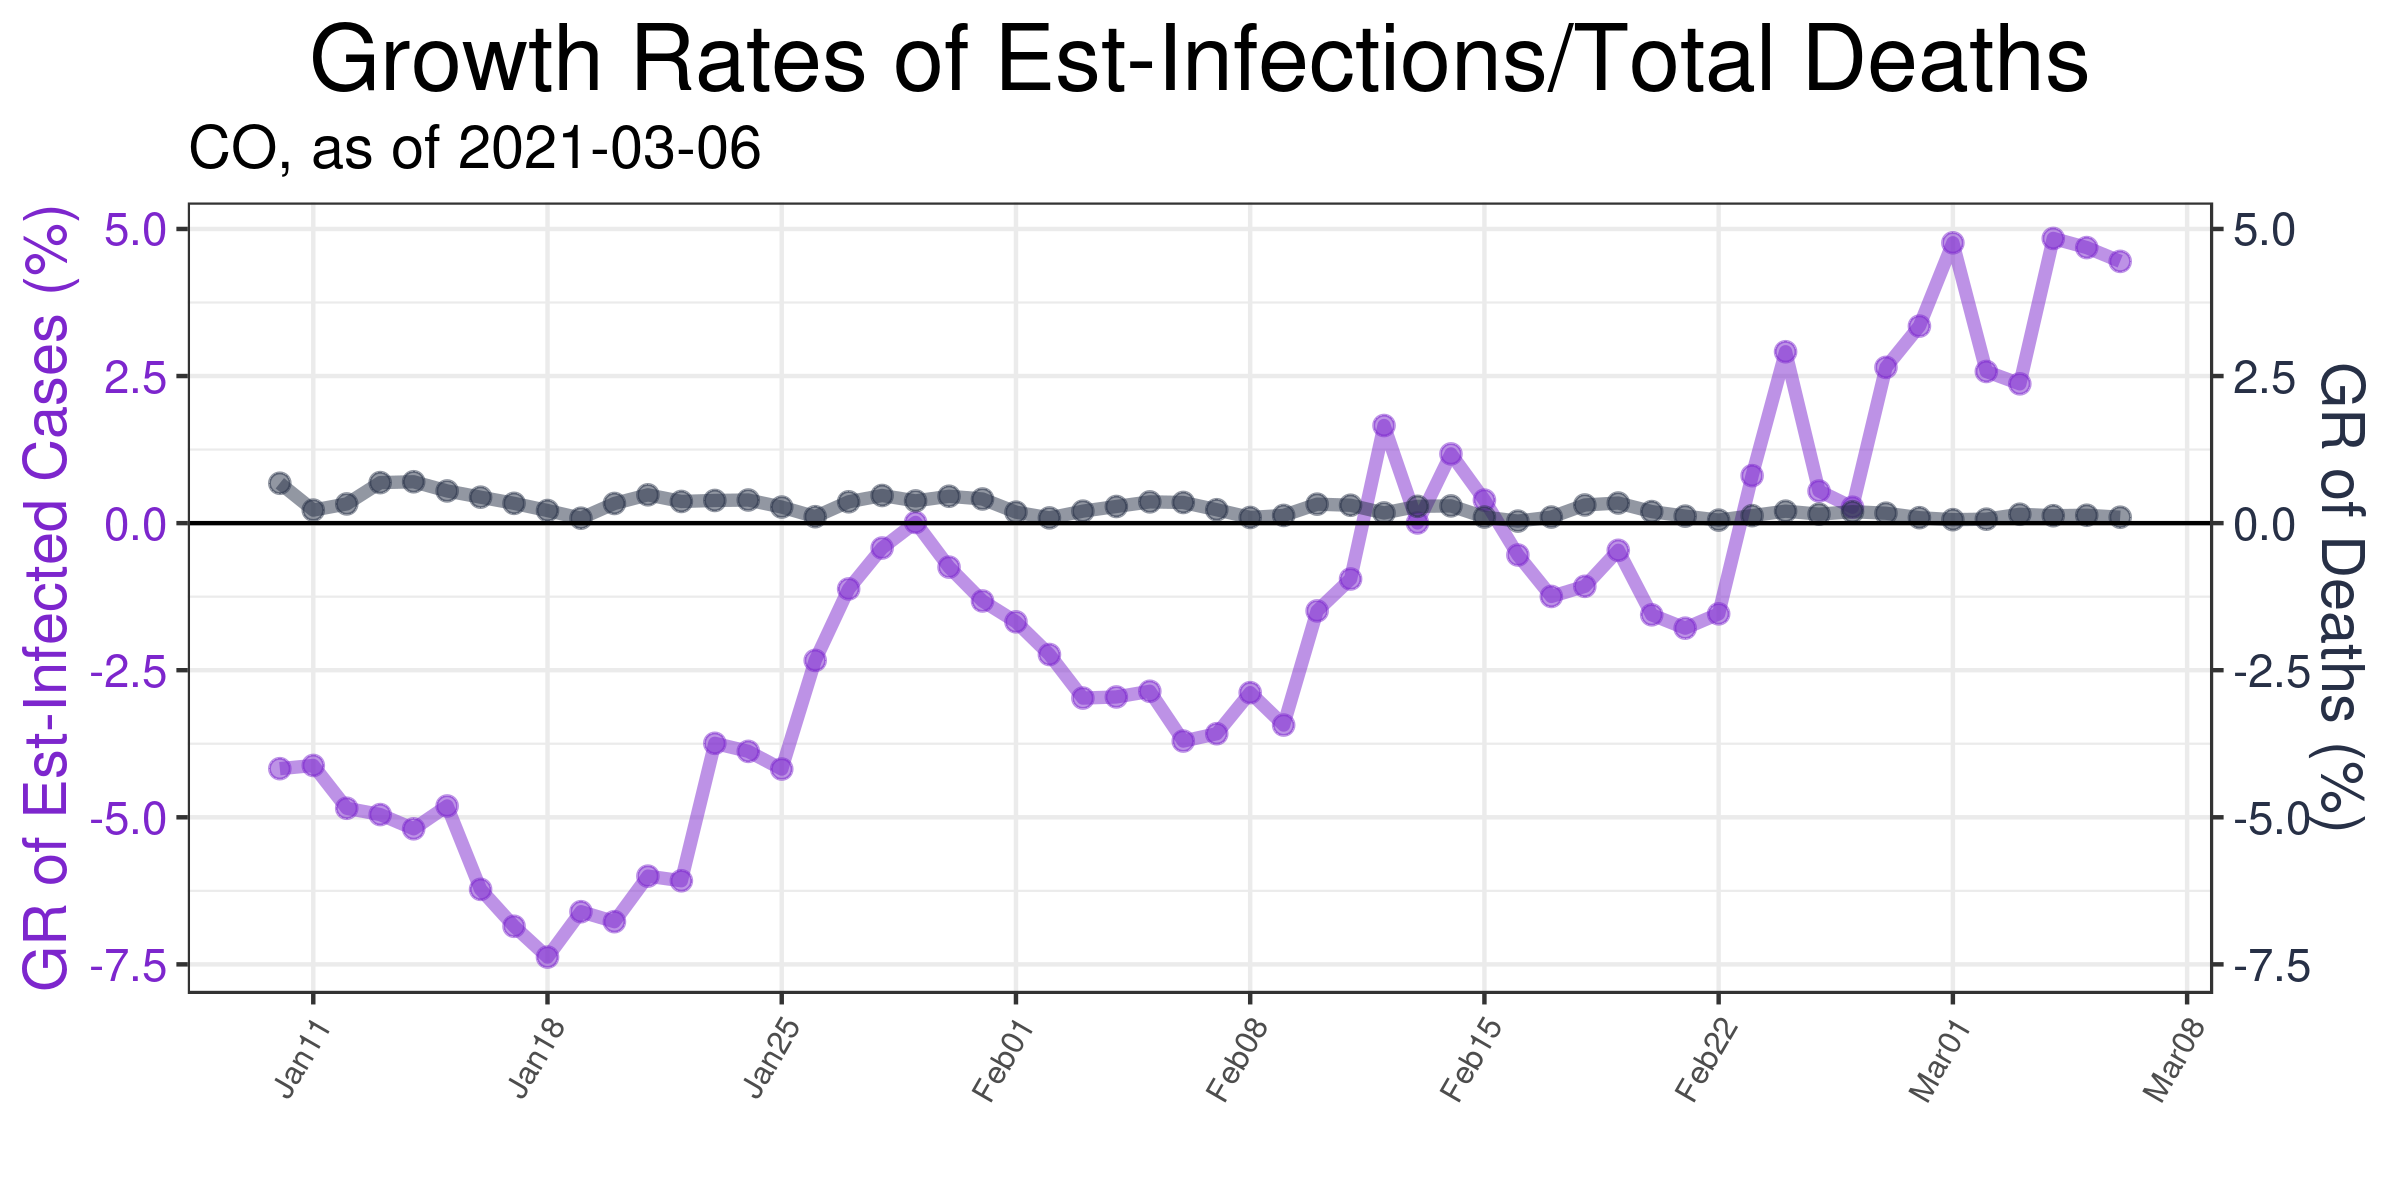 Growth Rates of Est-Infections/Total Deaths
CO, as of 2021-03-06
GR of Est-Infected Cases (%)
5.0
2.5
0.0
-2.5
-5.0
-7.5
5.0
2.5
0.0
-2.5
-5.0
-7.5
GR of Deaths (%)
Jan11
Jan18
Jan25
Feb01
Feb08
Feb15
Feb22
Mar01
Mar08